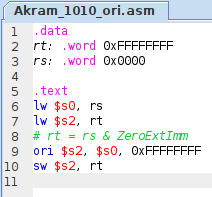 Akram_1010_ori.asm
1 .data
2 rt: .word 0xFFFFFFFF
3 rs: .word 0x0000
4
5 .text
6 lw $s0, rs
7 lw $s2, rt
8 # rt = rs & ZeroExtImm
9 ori $s2, $s0, 0xFFFFFFFF
10 sw $s2, rt
11